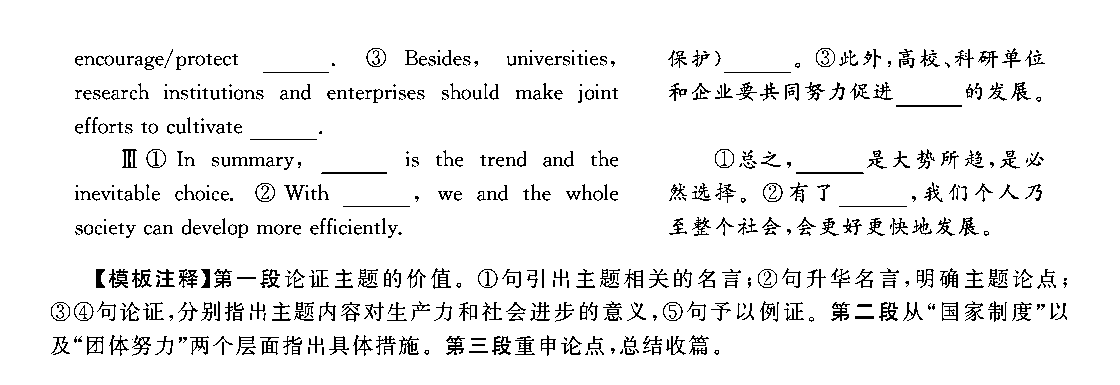 encourage/protect ______. ③ Besides, universities,
research institutions and enterprises should make joint
efforts to cultivate ______.
Ⅲ ① In summary, ______ is the trend and the
inevitable choice. ② With ______, we and the whole
society can develop more efficiently.
保护)______。③此外,高校、科研单位
和企业要共同努力促进______的发展。
①总之,______是大势所趋,是必
然选择。②有了______,我们个人乃
至整个社会,会更好更快地发展。
【模板注释】第一段论证主题的价值。①句引出主题相关的名言;②句升华名言,明确主题论点;
③④句论证,分别指出主题内容对生产力和社会进步的意义,⑤句予以例证。第二段从“国家制度”以
及“团体努力”两个层面指出具体措施。第三段重申论点,总结收篇。